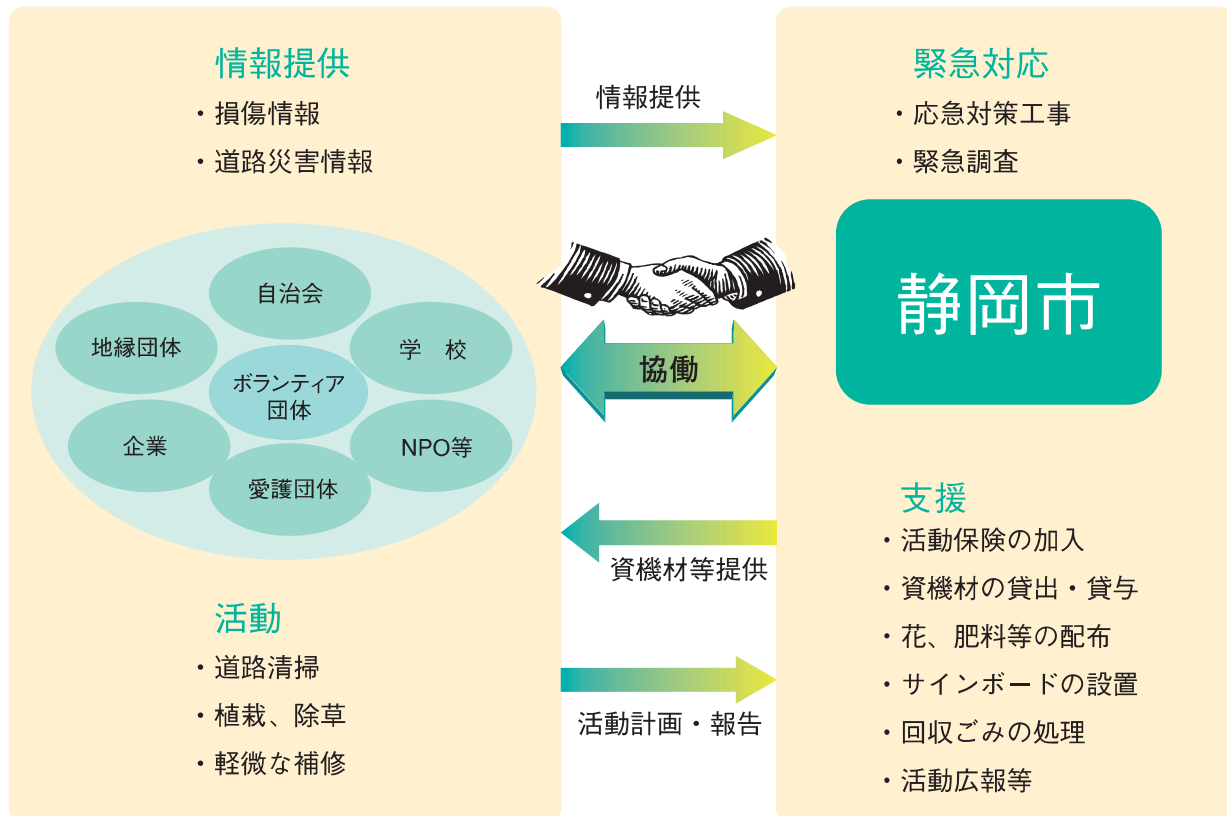 情報提供
・損傷情報
・道路災害情報
自治会
地縁団体
学　校
ボランティア
団体
企業
NPO等
愛護団体
活動
・道路清掃
・植栽、除草
・軽微な補修
情報提供
協働
資機材等提供
活動計画・報告
緊急対応
・応急対策工事
・緊急調査
静岡市
支援
・活動保険の加入
・資機材の貸出・貸与
・花、肥料等の配布
・サインボードの設置
・回収ごみの処理
・活動広報等